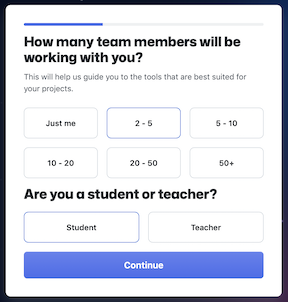 How many team members will be
working with you?
This will help us guide you to the tools that are best suited for
your projects.
Just me
2 - 5
5 - 10
10 - 20
20 - 50
50+
Are you a student or teacher?
Student
Teacher
Continue